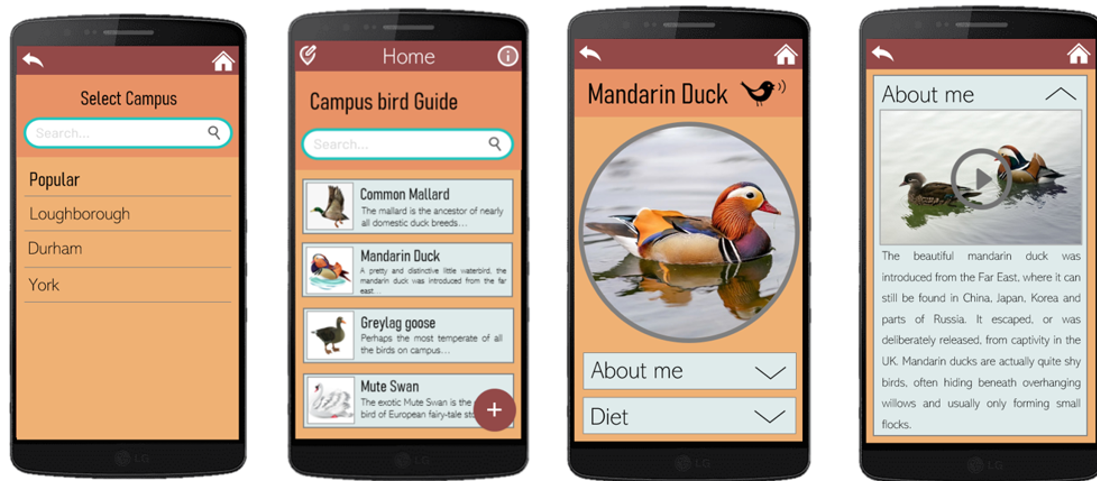 Select Campus
Search...
Popular
Loughborough
Durham
York
LG
Home
Campus bird Guide
Search...
Common Mallard
The mallard is the ancestor of nearly
all domestic duck breeds...
Mandarin Duck
A pretty and distinctive little waterbird, the
mandarin duck was introduced from the far
east...
Greylag goose
Perhaps the most temperate of all
the birds on campus...
Mute Swan
The exotic Mute Swan is the
bird of European fairy-tale
LG
Mandarin Duck
About me
Diet
LG
About me
The beautiful mandarin duck was
introduced from the Far East, where it can
still be found in China, Japan, Korea and
parts of Russia. It escaped, or was
deliberately released, from captivity in the
UK. Mandarin ducks are actually quite shy
birds, often hiding beneath overhanging
willows and usually only forming small
flocks.
LG